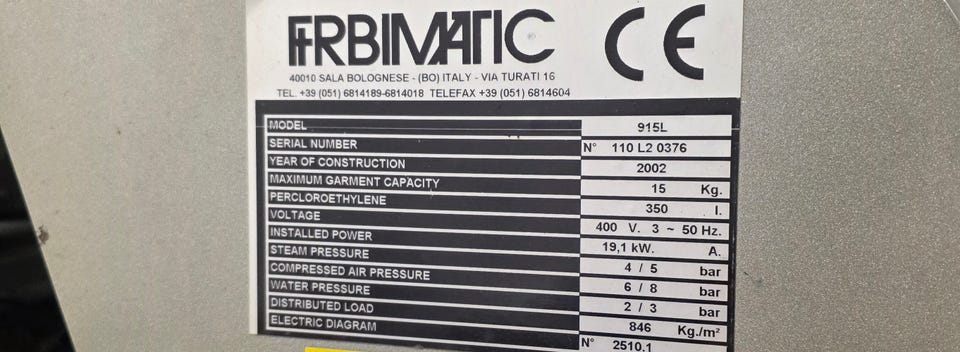 FIRBIMATIC CE
40010 SALA BOLOGNESE - (BO) ITALY - VIA TURATI 16
TEL. +39 (051) 6814189-6814018 TELEFAX +39 (051) 6814604
MODEL 915L
SERIAL NUMBER N° 110 L2 0376
YEAR OF CONSTRUCTION 2002
MAXIMUM GARMENT CAPACITY 15 Kg.
PERCLOROETHYLENE 350 l.
VOLTAGE 400 V. 3 ~ 50 Hz.
INSTALLED POWER 19,1 kW. A.
STEAM PRESSURE 4 / 5 bar
COMPRESSED AIR PRESSURE 6 / 8 bar
WATER PRESSURE 2 / 3 bar
DISTRIBUTED LOAD 846 Kg./m²
ELECTRIC DIAGRAM N° 2510.1